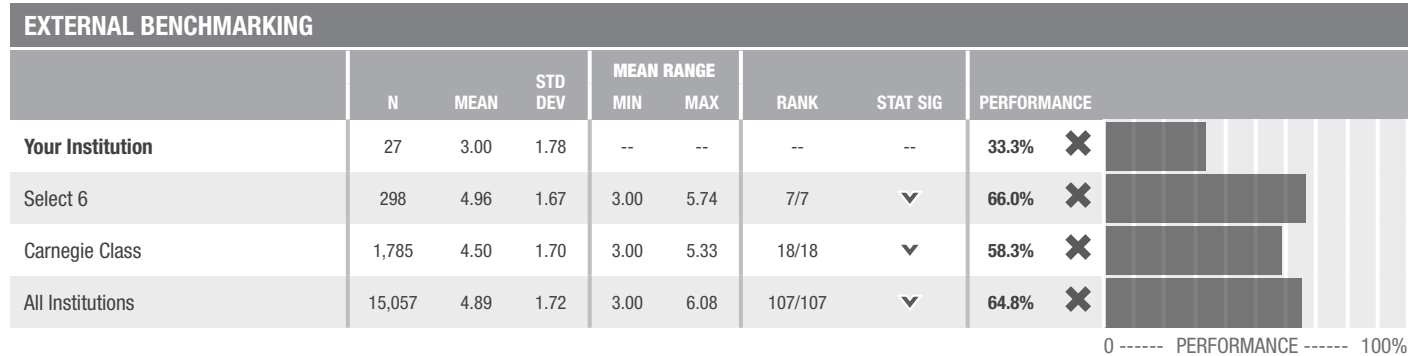 EXTERNAL BENCHMARKING
N MEAN STD DEV MEAN RANGE MIN MAX RANK STAT SIG PERFORMANCE
Your Institution 27 3.00 1.78 -- -- -- -- 33.3%
Select 6 298 4.96 1.67 3.00 5.74 7/7 66.0%
Carnegie Class 1,785 4.50 1.70 3.00 5.33 18/18 58.3%
All Institutions 15,057 4.89 1.72 3.00 6.08 107/107 64.8%
0 ------ PERFORMANCE ------ 100%